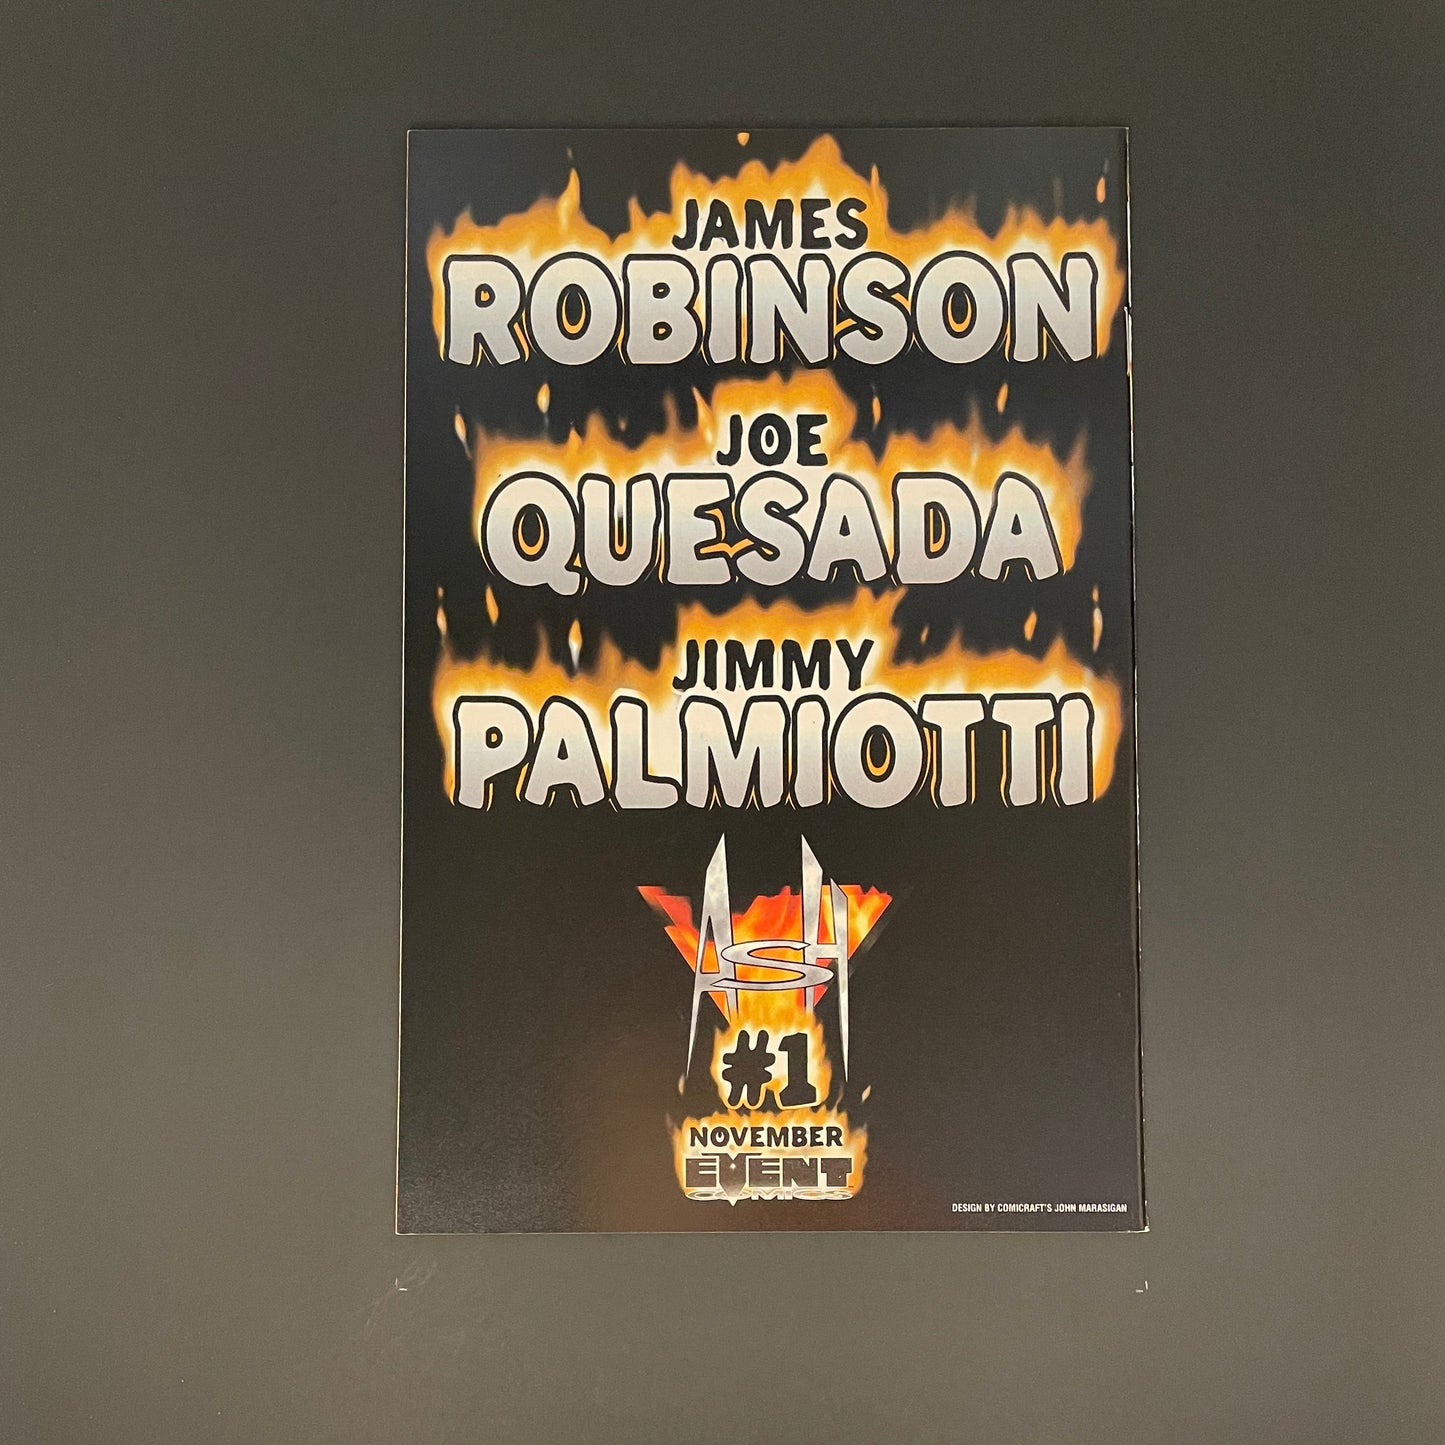 JAMES
ROBINSON
JOE
QUESADA
JIMMY
PALMIOTTI
ASH
#1
NOVEMBER
EVENT
COMICS
DESIGN BY COMICRAFT'S JOHN MARASIGAN